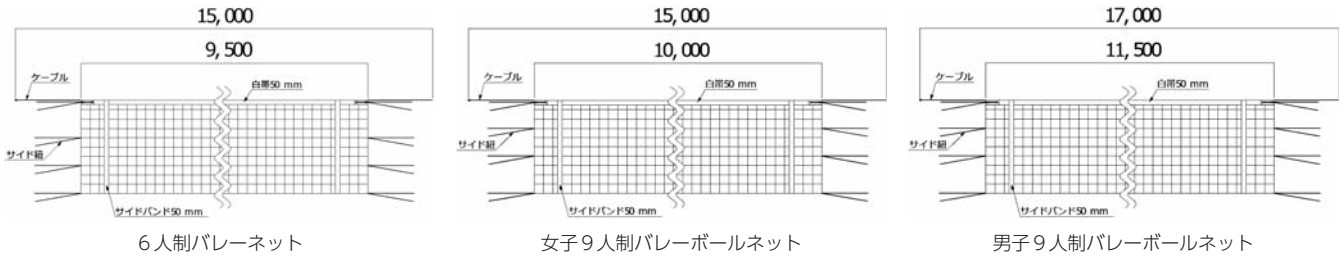 15,000
9,500
ケーブル
白帯50 mm
サイド紐
サイドバンド50 mm
6人制バレーネット
15,000
10,000
ケーブル
白帯50 mm
サイド紐
サイドバンド50 mm
女子9人制バレーボールネット
17,000
11,500
ケーブル
白帯50 mm
サイド紐
サイドバンド50 mm
男子9人制バレーボールネット